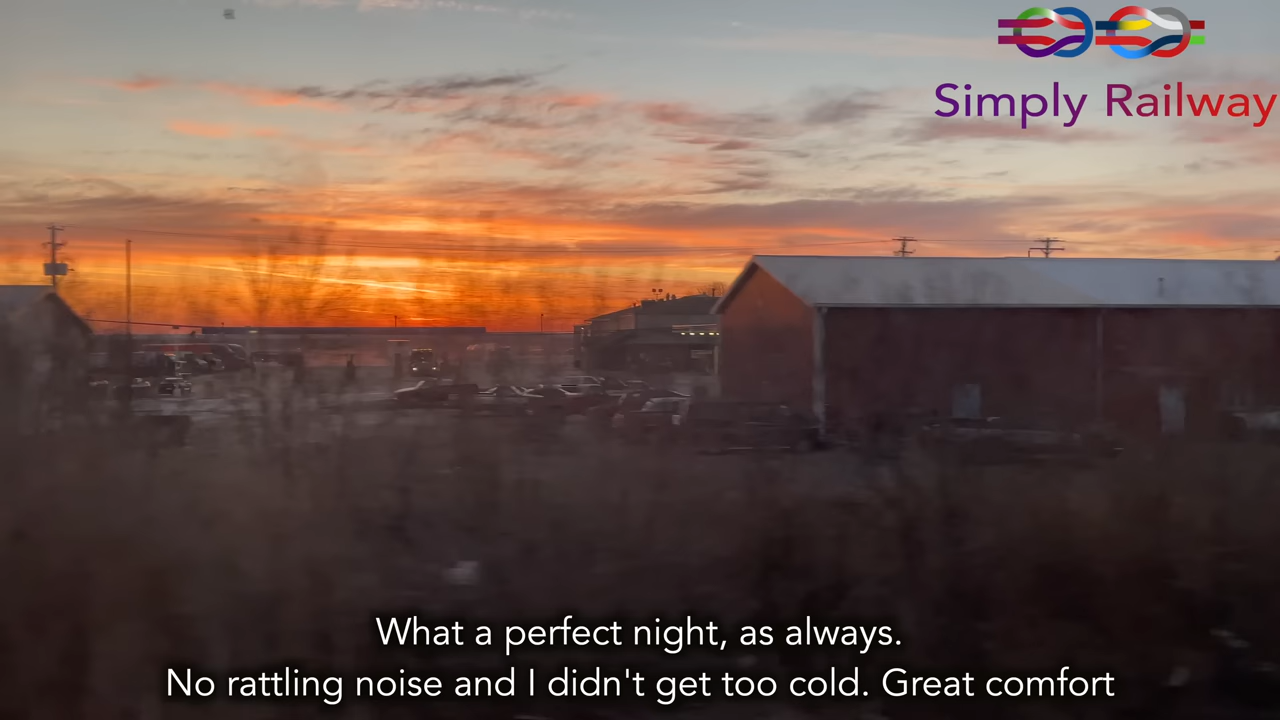 Simply Railway
What a perfect night, as always.
No rattling noise and I didn't get too cold. Great comfort